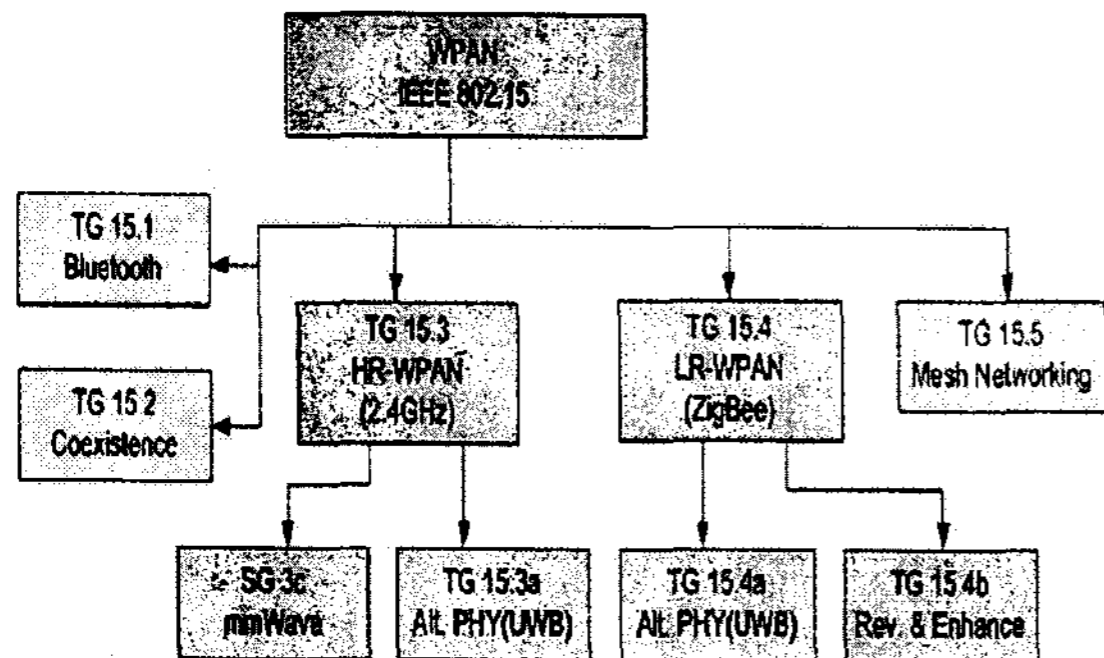 WPAN
IEEE 802.15
TG 15.1
Bluetooth
TG 15.2
Coexistence
TG 15.3
HR-WPAN
(2.4GHz)
TG 15.4
LR-WPAN
(ZigBee)
TG 15.5
Mesh Networking
SG 3c
mmWava
TG 15.3a
Alt. PHY(UWB)
TG 15.4a
Alt. PHY(UWB)
TG 15.4b
Rev. & Enhance